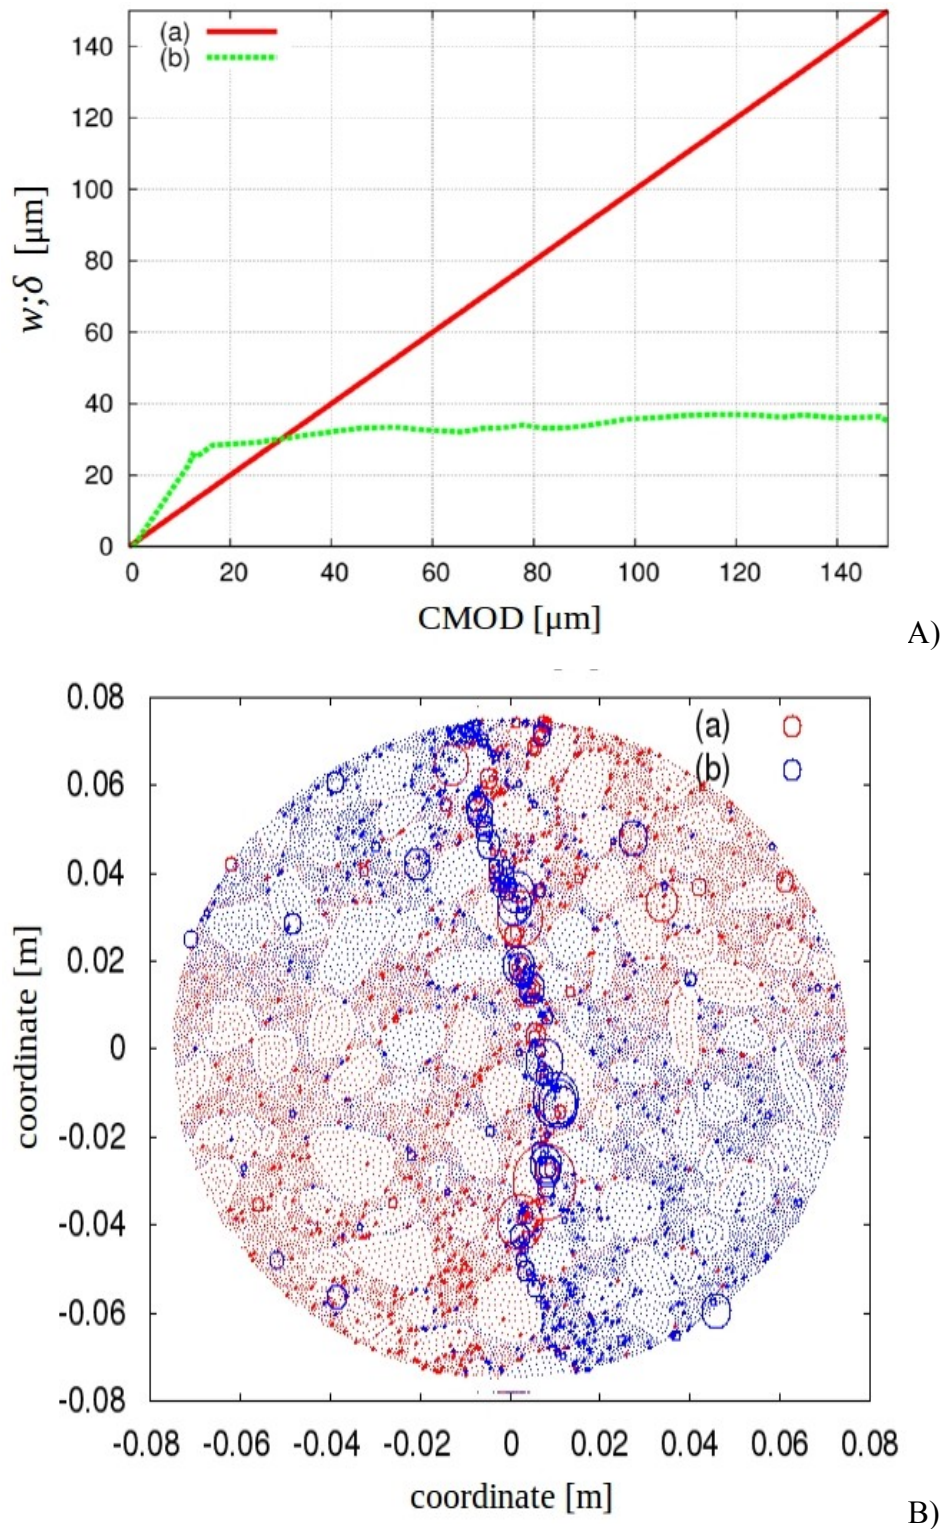 (a)
(b)
140
120
100
80
60
40
20
0
w;δ [μm]
0 20 40 60 80 100 120 140
CMOD [μm]
A)
0.08
0.06
0.04
0.02
0
-0.02
-0.04
-0.06
-0.08
(a)
(b)
coordinate [m]
-0.08 -0.06 -0.04 -0.02 0 0.02 0.04 0.06 0.08
coordinate [m]
B)